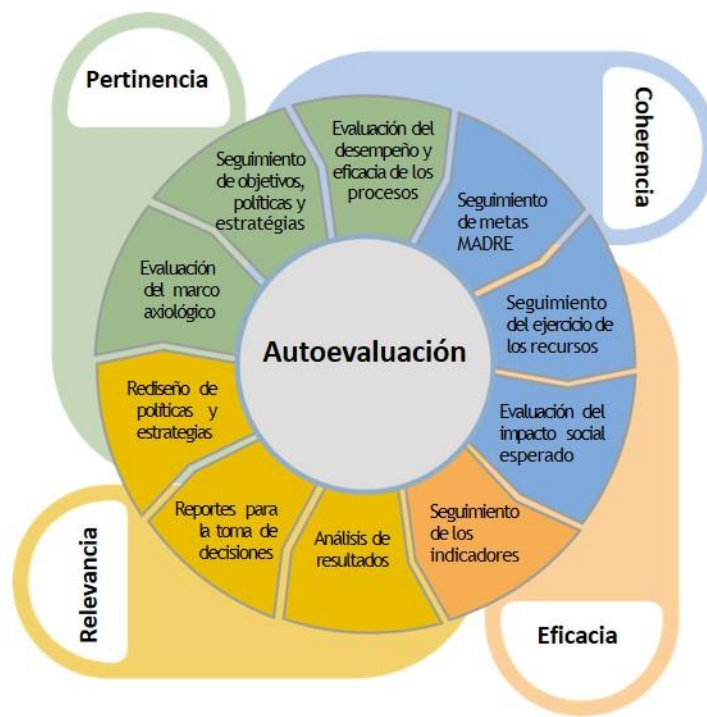 Pertinencia
Coherencia
Evaluación del
desempeño y
eficacia de los
procesos
Seguimiento
de objetivos,
políticas y
estratégias
Seguimiento
de metas
MADRE
Evaluación
del marco
axiológico
Seguimiento
del ejercicio de
los recursos
Autoevaluación
Rediseño de
políticas y
estrategias
Evaluación del
impacto social
esperado
Reportes para
la toma de
decisiones
Análisis de
resultados
Seguimiento
de los
indicadores
Relevancia
Eficacia